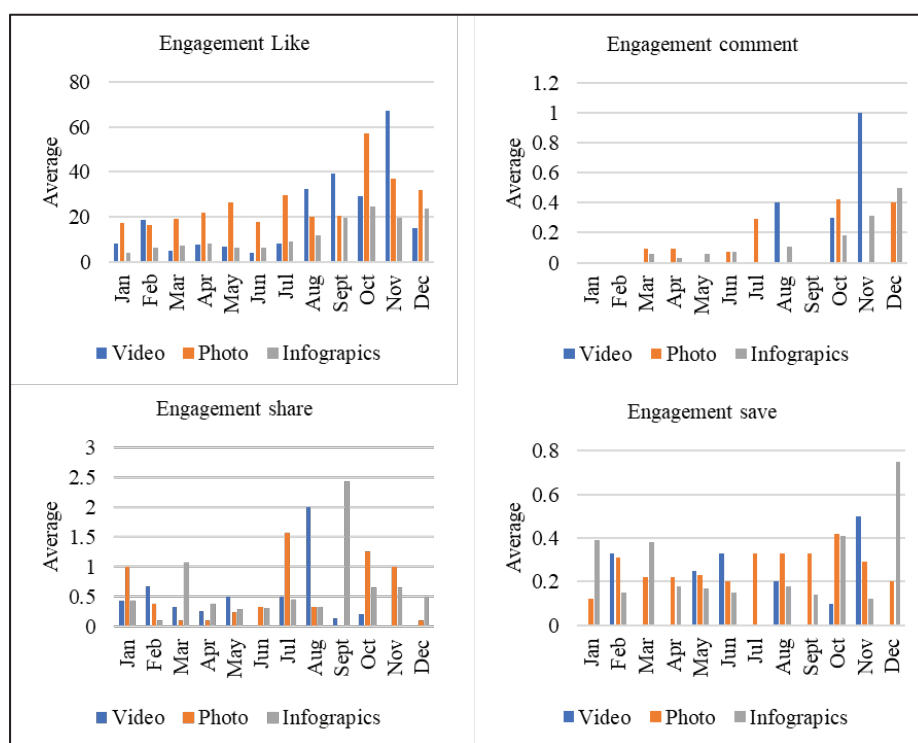 Engagement Like
80
60
40
20
0
Average
Jan
Feb
Mar
Apr
May
Jun
Jul
Aug
Sept
Oct
Nov
Dec
Video Photo Infograpics
Engagement comment
1.2
1
0.8
0.6
0.4
0.2
0
Average
Jan
Feb
Mar
Apr
May
Jun
Jul
Aug
Sept
Oct
Nov
Dec
Video Photo Infograpics
Engagement share
3
2.5
2
1.5
1
0.5
0
Average
Jan
Feb
Mar
Apr
May
Jun
Jul
Aug
Sept
Oct
Nov
Dec
Video Photo Infograpics
Engagement save
0.8
0.6
0.4
0.2
0
Average
Jan
Feb
Mar
Apr
May
Jun
Jul
Aug
Sept
Oct
Nov
Dec
Video Photo Infograpics